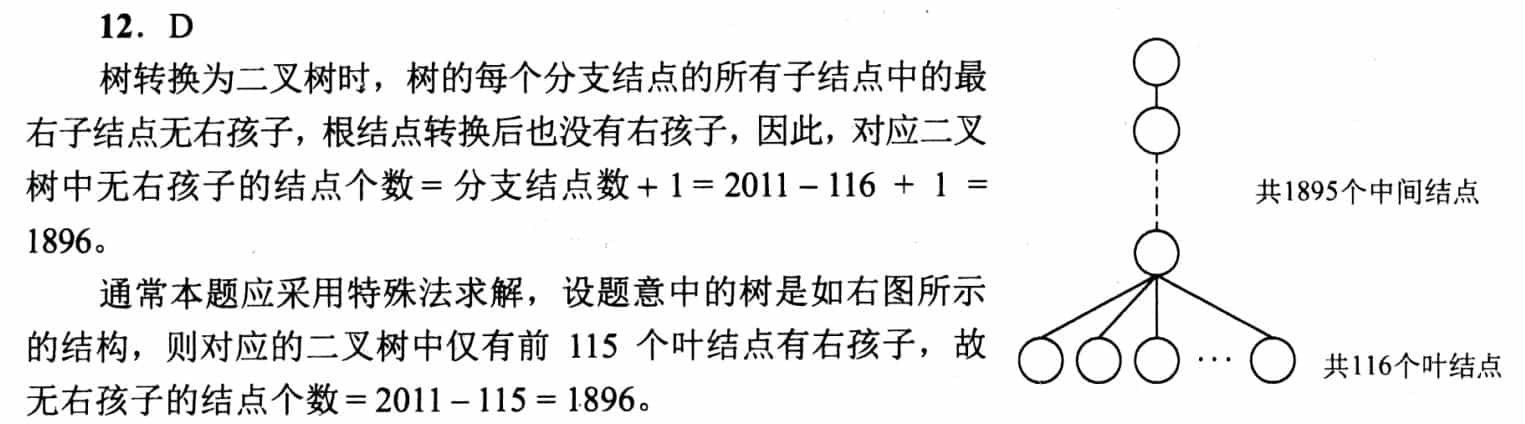 12. D
树转换为二叉树时，树的每个分支结点的所有子结点中的最
右子结点无右孩子，根结点转换后也没有右孩子，因此，对应二叉
树中无右孩子的结点个数 = 分支结点数 + 1 = 2011 – 116 + 1 =
1896。
通常本题应采用特殊法求解，设题意中的树是如右图所示
的结构，则对应的二叉树中仅有前 115 个叶结点有右孩子，故
无右孩子的结点个数 = 2011 – 115 = 1896。
共1895个中间结点
···
共116个叶结点